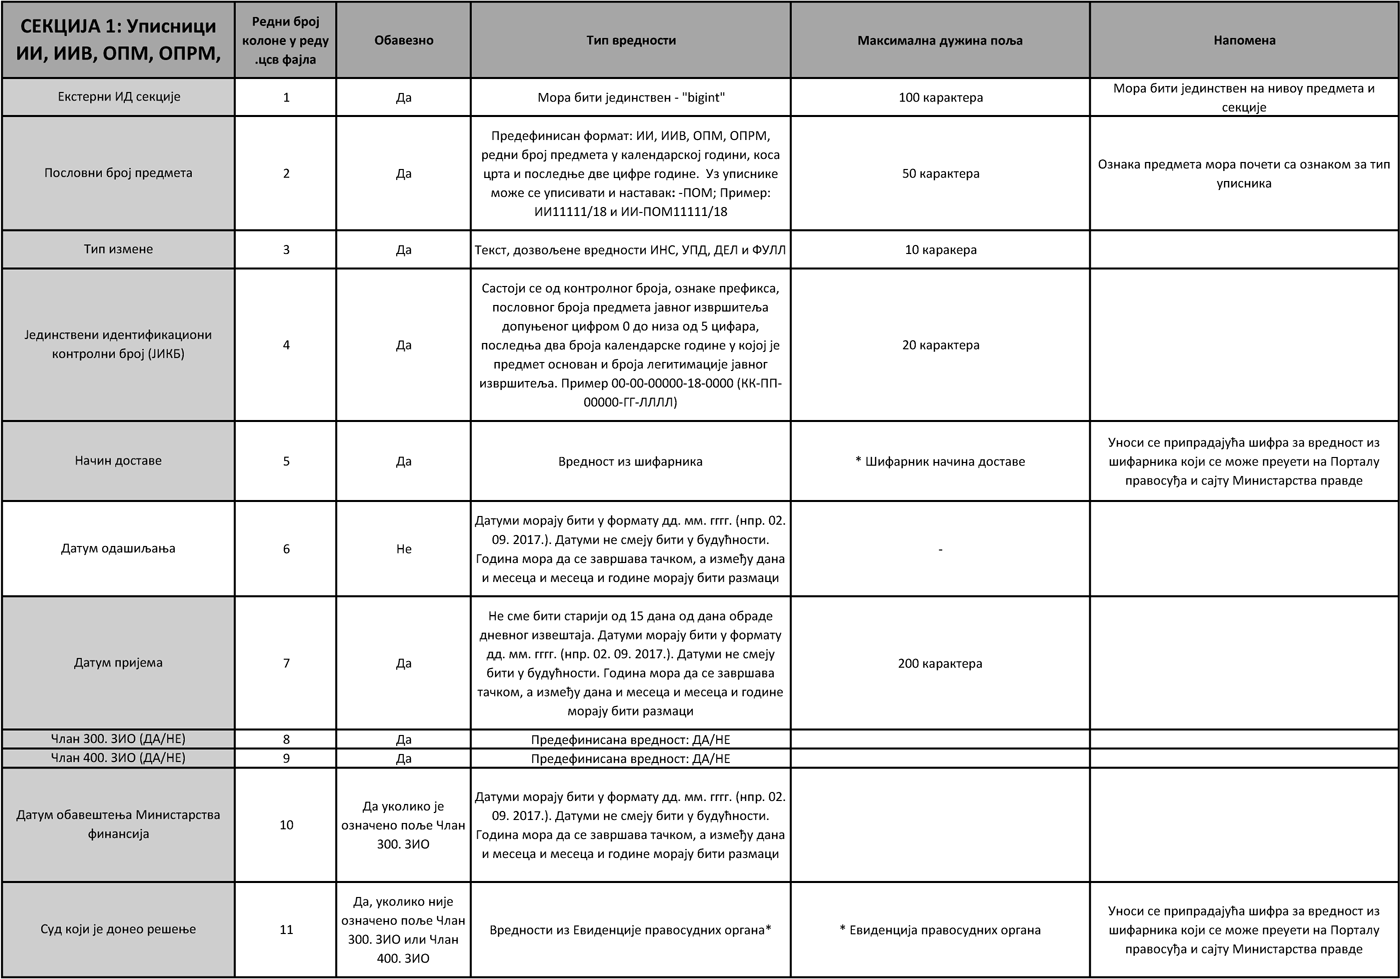 СЕКЦИЈА 1: Уписници
ИИ, ИИВ, ОПМ, ОПРМ,
Редни број
колоне у реду
.цсв фајла
Обавезно
Тип вредности
Максимална дужина поља
Напомена
Екстерни ИД секције
1
Да
Мора бити јединствен - "bigint"
100 карактера
Мора бити јединствен на нивоу предмета и
секције
Пословни број предмета
2
Да
Предефинисан формат: ИИ, ИИВ, ОПМ, ОПРМ,
редни број предмета у календарској години, коса
црта и последње две цифре године. Уз уписнике
може се уписивати и наставак: -ПОМ; Пример:
ИИ11111/18 и ИИ-ПОМ11111/18
50 карактера
Ознака предмета мора почети са ознаком за тип
уписника
Тип измене
3
Да
Текст, дозвољене вредности ИНС, УПД, ДЕЛ и ФУЛЛ
10 каракера
Јединствени идентификациони
контролни број (ЈИКБ)
4
Да
Састоји се од контролног броја, ознаке префикса,
пословног броја предмета јавног извршитеља
допуњеног цифром 0 до низа од 5 цифара,
последња два броја календарске године у којој је
предмет основан и броја легитимације јавног
извршитеља. Пример 00-00-00000-18-0000 (КК-ПП-
00000-ГГ-ЛЛЛЛ)
20 карактера
Начин доставе
5
Да
Вредност из шифарника
* Шифарник начина доставе
Уноси се припрадајућа шифра за вредност из
шифарника који се може преуети на Порталу
правосуђа и сајту Министарства правде
Датум одашиљања
6
Не
Датуми морају бити у формату дд. мм. гггг. (нпр. 02.
09. 2017.). Датуми не смеју бити у будућности.
Година мора да се завршава тачком, а између дана
и месеца и месеца и године морају бити размаци
-
Датум пријема
7
Да
Не сме бити старији од 15 дана од дана обраде
дневног извештаја. Датуми морају бити у формату
дд. мм. гггг. (нпр. 02. 09. 2017.). Датуми не смеју
бити у будућности. Година мора да се завршава
тачком, а између дана и месеца и месеца и године
морају бити размаци
200 карактера
Члан 300. ЗИО (ДА/НЕ)
8
Да
Предефинисана вредност: ДА/НЕ
Члан 400. ЗИО (ДА/НЕ)
9
Да
Предефинисана вредност: ДА/НЕ
Датум обавештења Министарства
финансија
10
Да уколико је
означено поље Члан
300. ЗИО
Датуми морају бити у формату дд. мм. гггг. (нпр. 02.
09. 2017.). Датуми не смеју бити у будућности.
Година мора да се завршава тачком, а између дана
и месеца и месеца и године морају бити размаци
Суд који је донео решење
11
Да, уколико није
означено поље Члан
300. ЗИО или Члан
400. ЗИО
Вредности из Евиденције правосудних органа*
* Евиденција правосудних органа
Уноси се припрадајућа шифра за вредност из
шифарника који се може преуети на Порталу
правосуђа и сајту Министарства правде